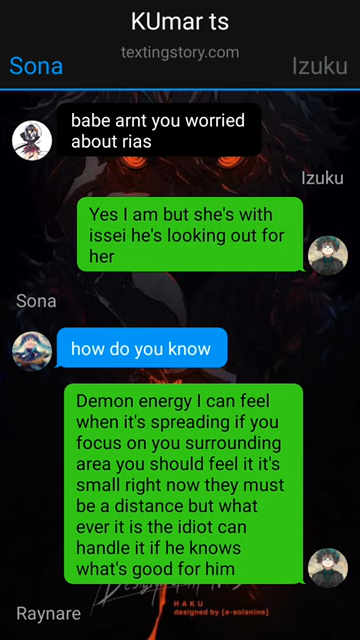 KUmar ts
textingstory.com
Sona
Izuku
babe arnt you worried
about rias
Izuku
Yes I am but she's with
issei he's looking out for
her
Sona
how do you know
Demon energy I can feel
when it's spreading if you
focus on you surrounding
area you should feel it it's
small right now they must
be a distance but what
ever it is the idiot can
handle it if he knows
what's good for him
HAKU
designed by [a-solanine]
Raynare